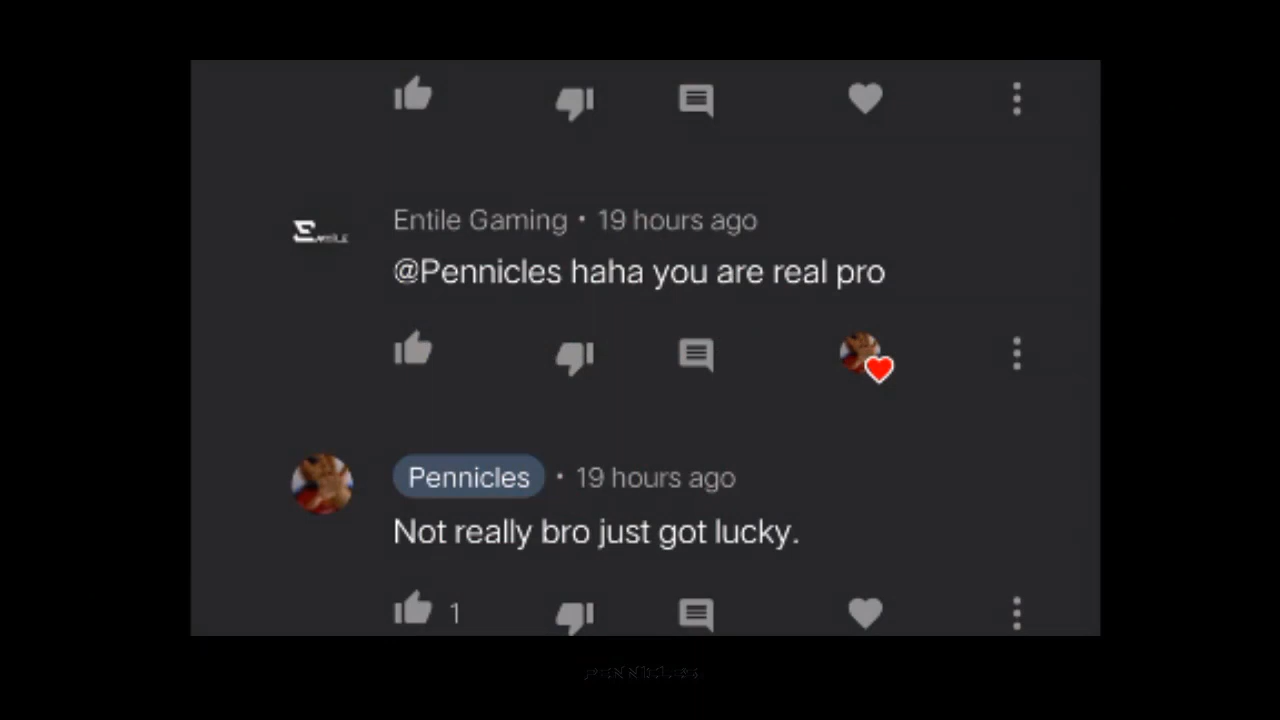 Entile Gaming • 19 hours ago
@Pennicles haha you are real pro
Pennicles • 19 hours ago
Not really bro just got lucky.
1